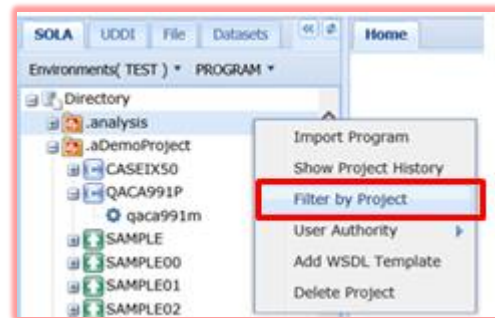 SOLA UDDI File Datasets Home
Environments( TEST ) PROGRAM
Directory
.analysis
.aDemoProject
CASEIX50
QACA991P
qaca991m
SAMPLE
SAMPLE00
SAMPLE01
SAMPLE02
Import Program
Show Project History
Filter by Project
User Authority
Add WSDL Template
Delete Project